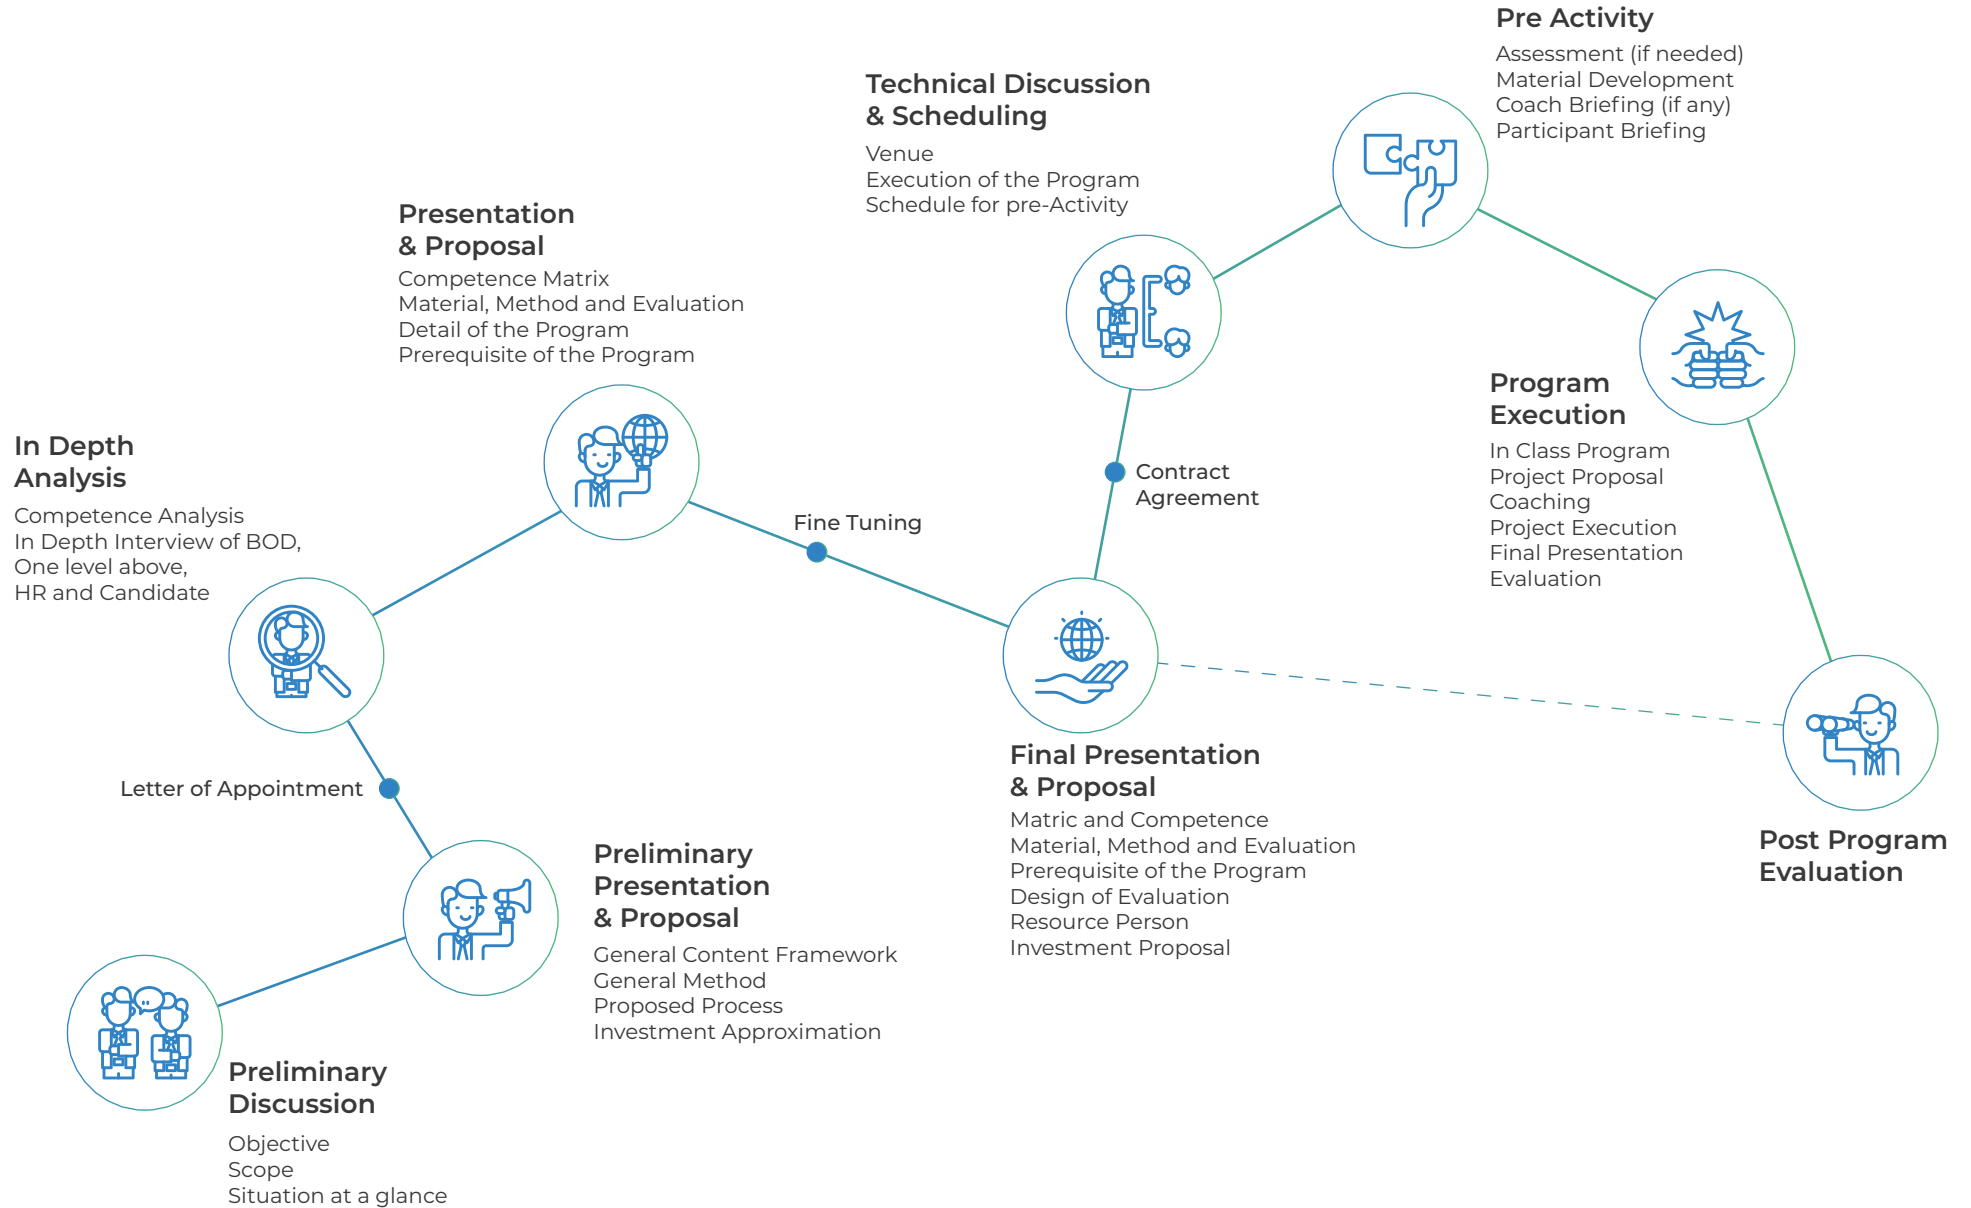 Pre Activity
Assessment (if needed)
Material Development
Coach Briefing (if any)
Participant Briefing
Technical Discussion
& Scheduling
Venue
Execution of the Program
Schedule for pre-Activity
Presentation
& Proposal
Competence Matrix
Material, Method and Evaluation
Detail of the Program
Prerequisite of the Program
In Depth
Analysis
Competence Analysis
In Depth Interview of BOD,
One level above,
HR and Candidate
Fine Tuning
Contract
Agreement
Program
Execution
In Class Program
Project Proposal
Coaching
Project Execution
Final Presentation
Evaluation
Letter of Appointment
Final Presentation
& Proposal
Matric and Competence
Material, Method and Evaluation
Prerequisite of the Program
Design of Evaluation
Resource Person
Investment Proposal
Post Program
Evaluation
Preliminary
Presentation
& Proposal
General Content Framework
General Method
Proposed Process
Investment Approximation
Preliminary
Discussion
Objective
Scope
Situation at a glance